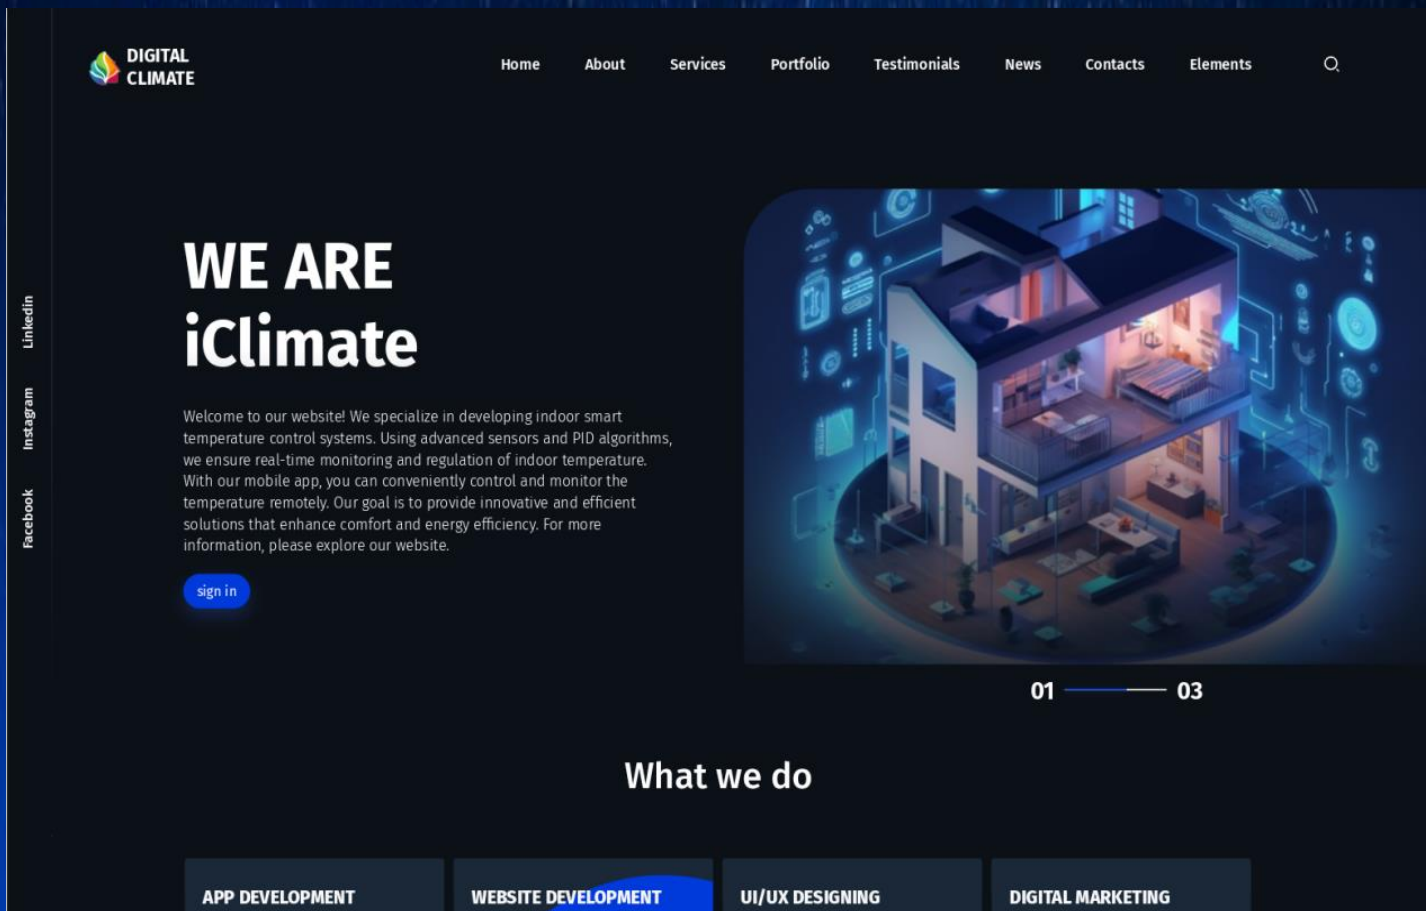 DIGITAL
CLIMATE
Home About Services Portfolio Testimonials News Contacts Elements
Linkedin
Instagram
Facebook
WE ARE
iClimate
Welcome to our website! We specialize in developing indoor smart
temperature control systems. Using advanced sensors and PID algorithms,
we ensure real-time monitoring and regulation of indoor temperature.
With our mobile app, you can conveniently control and monitor the
temperature remotely. Our goal is to provide innovative and efficient
solutions that enhance comfort and energy efficiency. For more
information, please explore our website.
sign in
01 03
What we do
APP DEVELOPMENT WEBSITE DEVELOPMENT UI/UX DESIGNING DIGITAL MARKETING